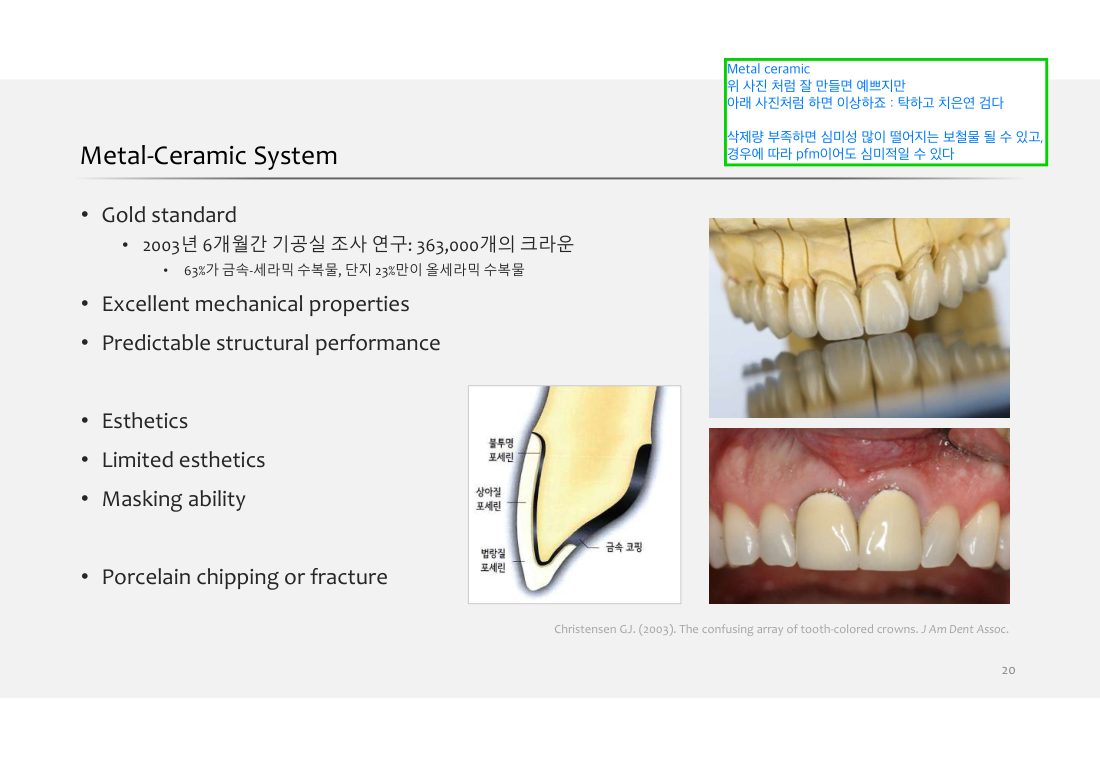 Metal ceramic
위 사진 처럼 잘 만들면 예쁘지만
아래 사진처럼 하면 이상하죠 : 탁하고 치은연 검다
삭제량 부족하면 심미성 많이 떨어지는 보철물 될 수 있고,
경우에 따라 pfm이어도 심미적일 수 있다
Metal-Ceramic System
• Gold standard
• 2003년 6개월간 기공실 조사 연구: 363,000개의 크라운
• 63%가 금속-세라믹 수복물, 단지 23%만이 올세라믹 수복물
• Excellent mechanical properties
• Predictable structural performance
• Esthetics
• Limited esthetics
• Masking ability
• Porcelain chipping or fracture
불투명
포세린
상아질
포세린
법랑질
포세린
금속 코핑
Christensen GJ. (2003). The confusing array of tooth-colored crowns. J Am Dent Assoc.
20